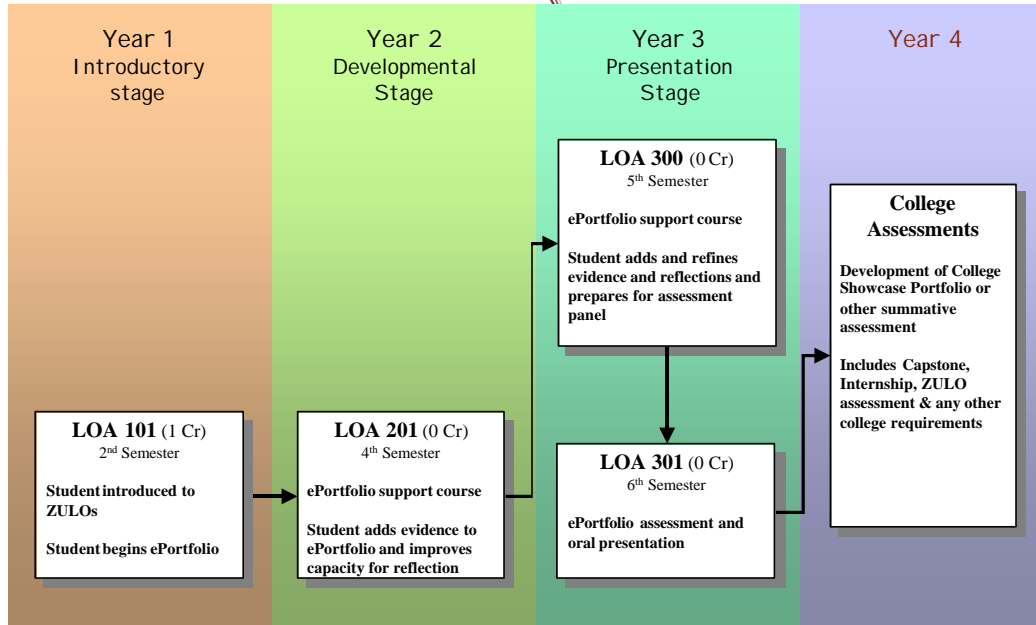 Year 1
Introductory
stage
Year 2
Developmental
Stage
Year 3
Presentation
Stage
Year 4
LOA 101 (1 Cr)
2nd Semester
Student introduced to
ZULOs
Student begins ePortfolio
LOA 201 (0 Cr)
4th Semester
ePortfolio support course
Student adds evidence to
ePortfolio and improves
capacity for reflection
LOA 300 (0 Cr)
5th Semester
ePortfolio support course
Student adds and refines
evidence and reflections and
prepares for assessment
panel
LOA 301 (0 Cr)
6th Semester
ePortfolio assessment and
oral presentation
College
Assessments
Development of College
Showcase Portfolio or
other summative
assessment
Includes Capstone,
Internship, ZULO
assessment & any other
college requirements